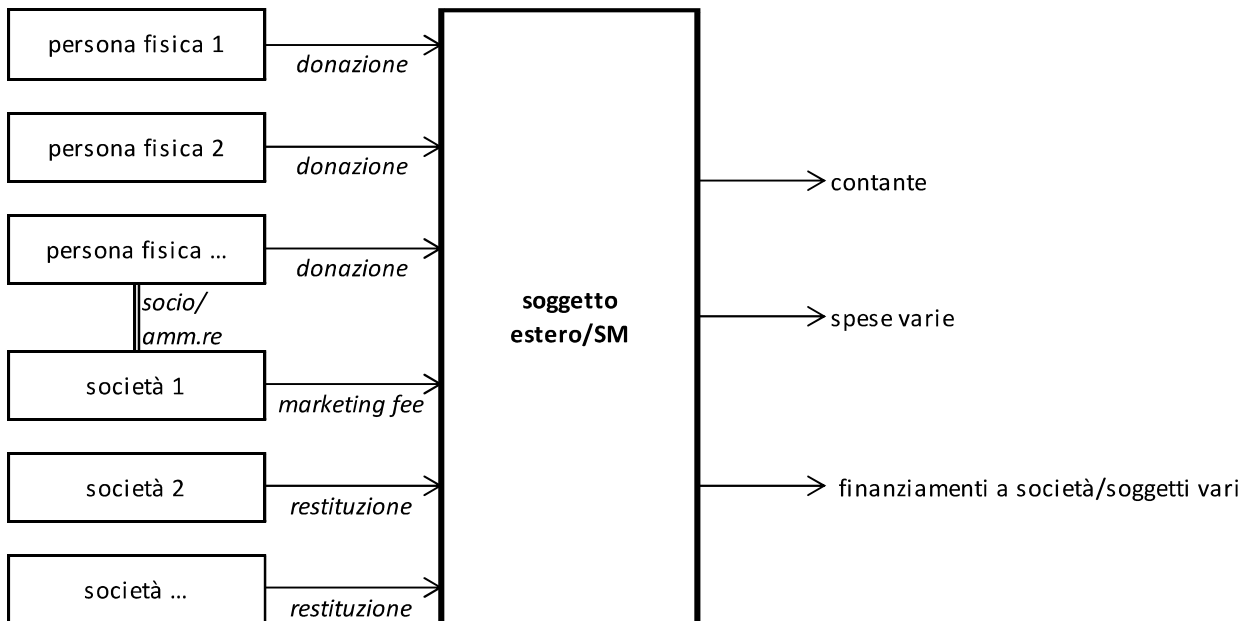 persona fisica 1
donazione
persona fisica 2
donazione
persona fisica ...
donazione
socio/
amm.re
società 1
marketing fee
società 2
restituzione
società ...
restituzione
soggetto
estero/SM
contante
spese varie
finanziamenti a società/soggetti vari